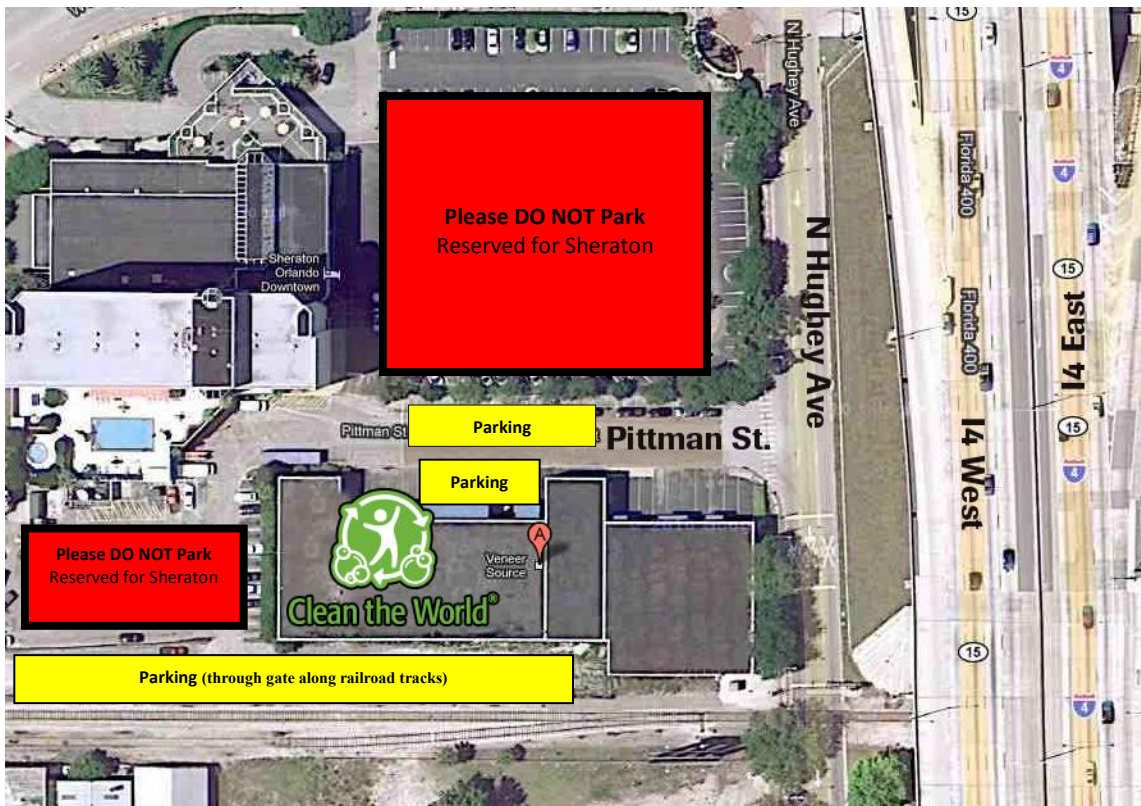 15
4
N Hughey Ave
N Hughey Ave
Please DO NOT Park
Reserved for Sheraton
Florida 400
4
Sheraton
Orlando
Downtown
15
Florida 400
I4 East
Parking
Pittman St
Pittman St.
15
I4 West
4
Parking
A
Veneer
Source
Please DO NOT Park
Reserved for Sheraton
Clean the World®
15
Parking (through gate along railroad tracks)
4